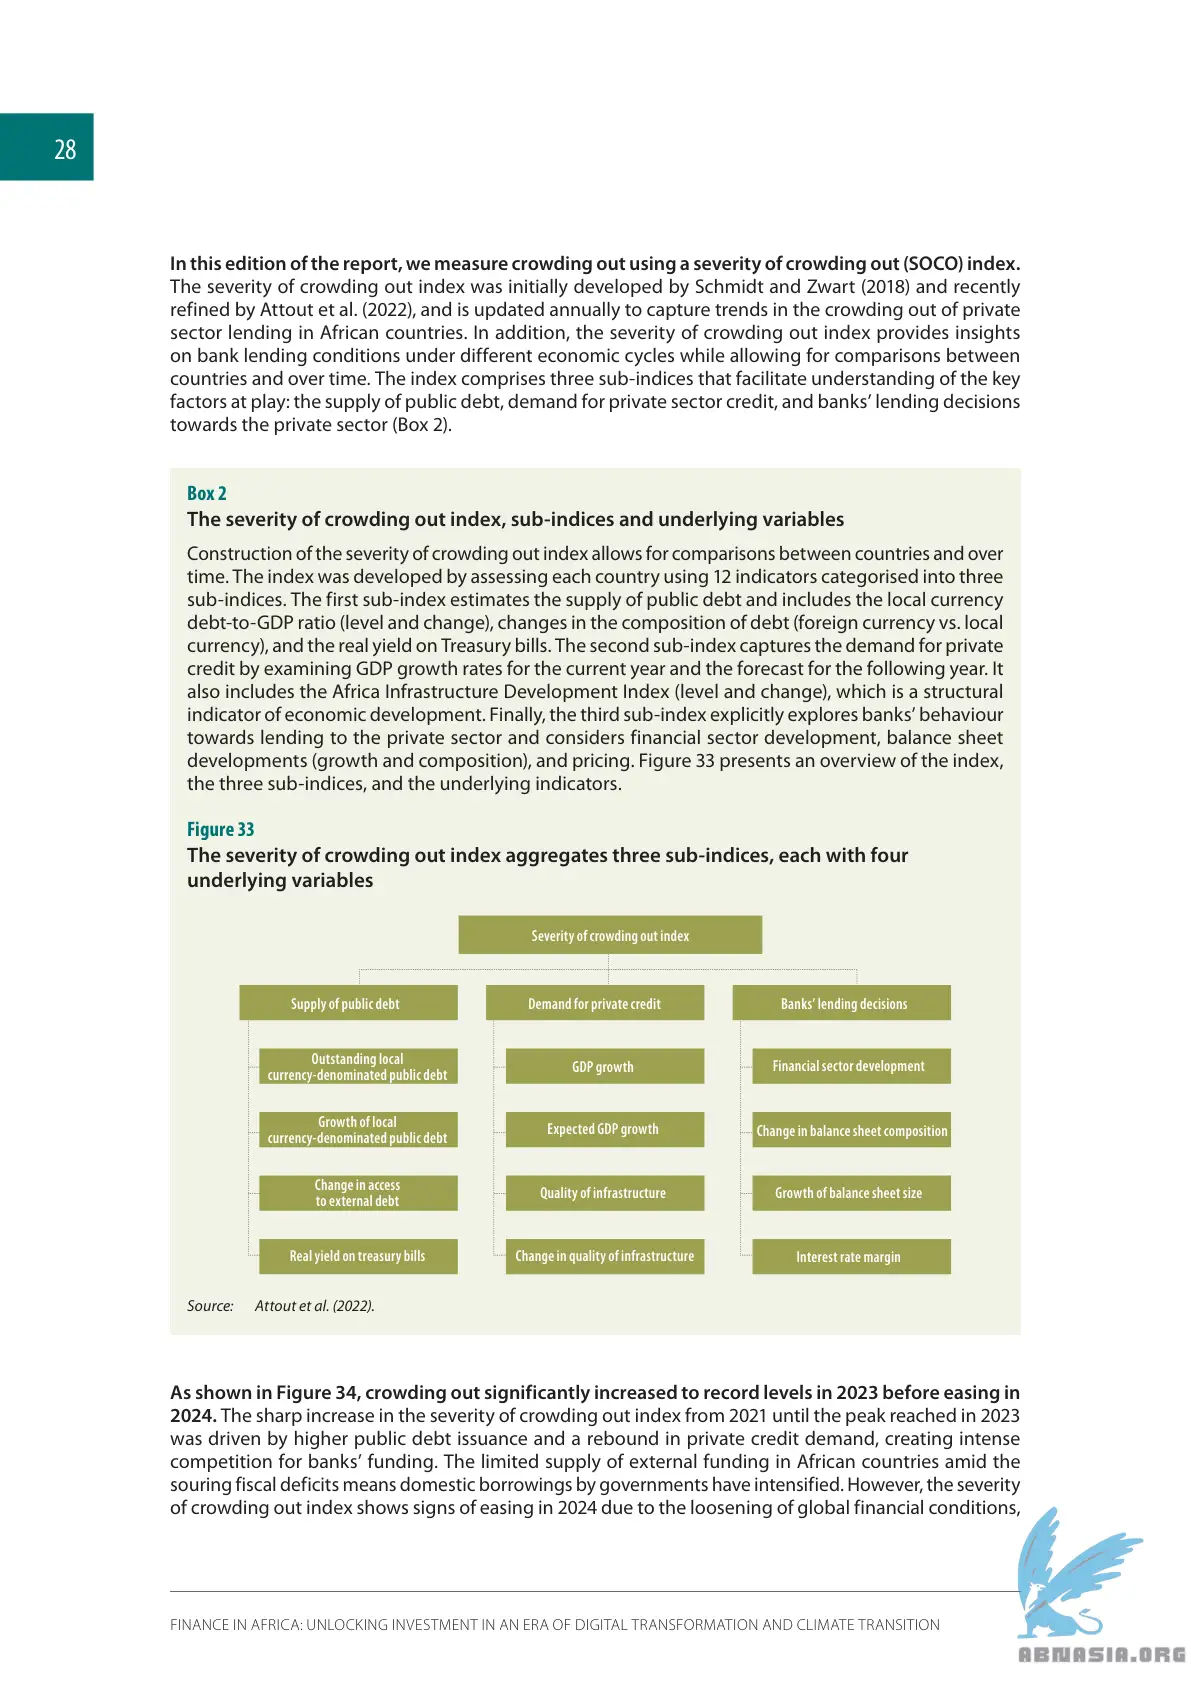 28
In this edition of the report, we measure crowding out using a severity of crowding out (SOCO) index.
The severity of crowding out index was initially developed by Schmidt and Zwart (2018) and recently
refined by Attout et al. (2022), and is updated annually to capture trends in the crowding out of private
sector lending in African countries. In addition, the severity of crowding out index provides insights
on bank lending conditions under different economic cycles while allowing for comparisons between
countries and over time. The index comprises three sub-indices that facilitate understanding of the key
factors at play: the supply of public debt, demand for private sector credit, and banks’ lending decisions
towards the private sector (Box 2).
Box 2
The severity of crowding out index, sub-indices and underlying variables
Construction of the severity of crowding out index allows for comparisons between countries and over
time. The index was developed by assessing each country using 12 indicators categorised into three
sub-indices. The first sub-index estimates the supply of public debt and includes the local currency
debt-to-GDP ratio (level and change), changes in the composition of debt (foreign currency vs. local
currency), and the real yield on Treasury bills. The second sub-index captures the demand for private
credit by examining GDP growth rates for the current year and the forecast for the following year. It
also includes the Africa Infrastructure Development Index (level and change), which is a structural
indicator of economic development. Finally, the third sub-index explicitly explores banks’ behaviour
towards lending to the private sector and considers financial sector development, balance sheet
developments (growth and composition), and pricing. Figure 33 presents an overview of the index,
the three sub-indices, and the underlying indicators.
Figure 33
The severity of crowding out index aggregates three sub-indices, each with four
underlying variables
Severity of crowding out index
Supply of public debt
Outstanding local
currency-denominated public debt
Growth of local
currency-denominated public debt
Change in access
to external debt
Real yield on treasury bills
Demand for private credit
GDP growth
Expected GDP growth
Quality of infrastructure
Change in quality of infrastructure
Banks’ lending decisions
Financial sector development
Change in balance sheet composition
Growth of balance sheet size
Interest rate margin
Source: Attout et al. (2022).
As shown in Figure 34, crowding out significantly increased to record levels in 2023 before easing in
2024. The sharp increase in the severity of crowding out index from 2021 until the peak reached in 2023
was driven by higher public debt issuance and a rebound in private credit demand, creating intense
competition for banks’ funding. The limited supply of external funding in African countries amid the
souring fiscal deficits means domestic borrowings by governments have intensified. However, the severity
of crowding out index shows signs of easing in 2024 due to the loosening of global financial conditions,
FINANCE IN AFRICA: UNLOCKING INVESTMENT IN AN ERA OF DIGITAL TRANSFORMATION AND CLIMATE TRANSITION
ABNASIA.ORG